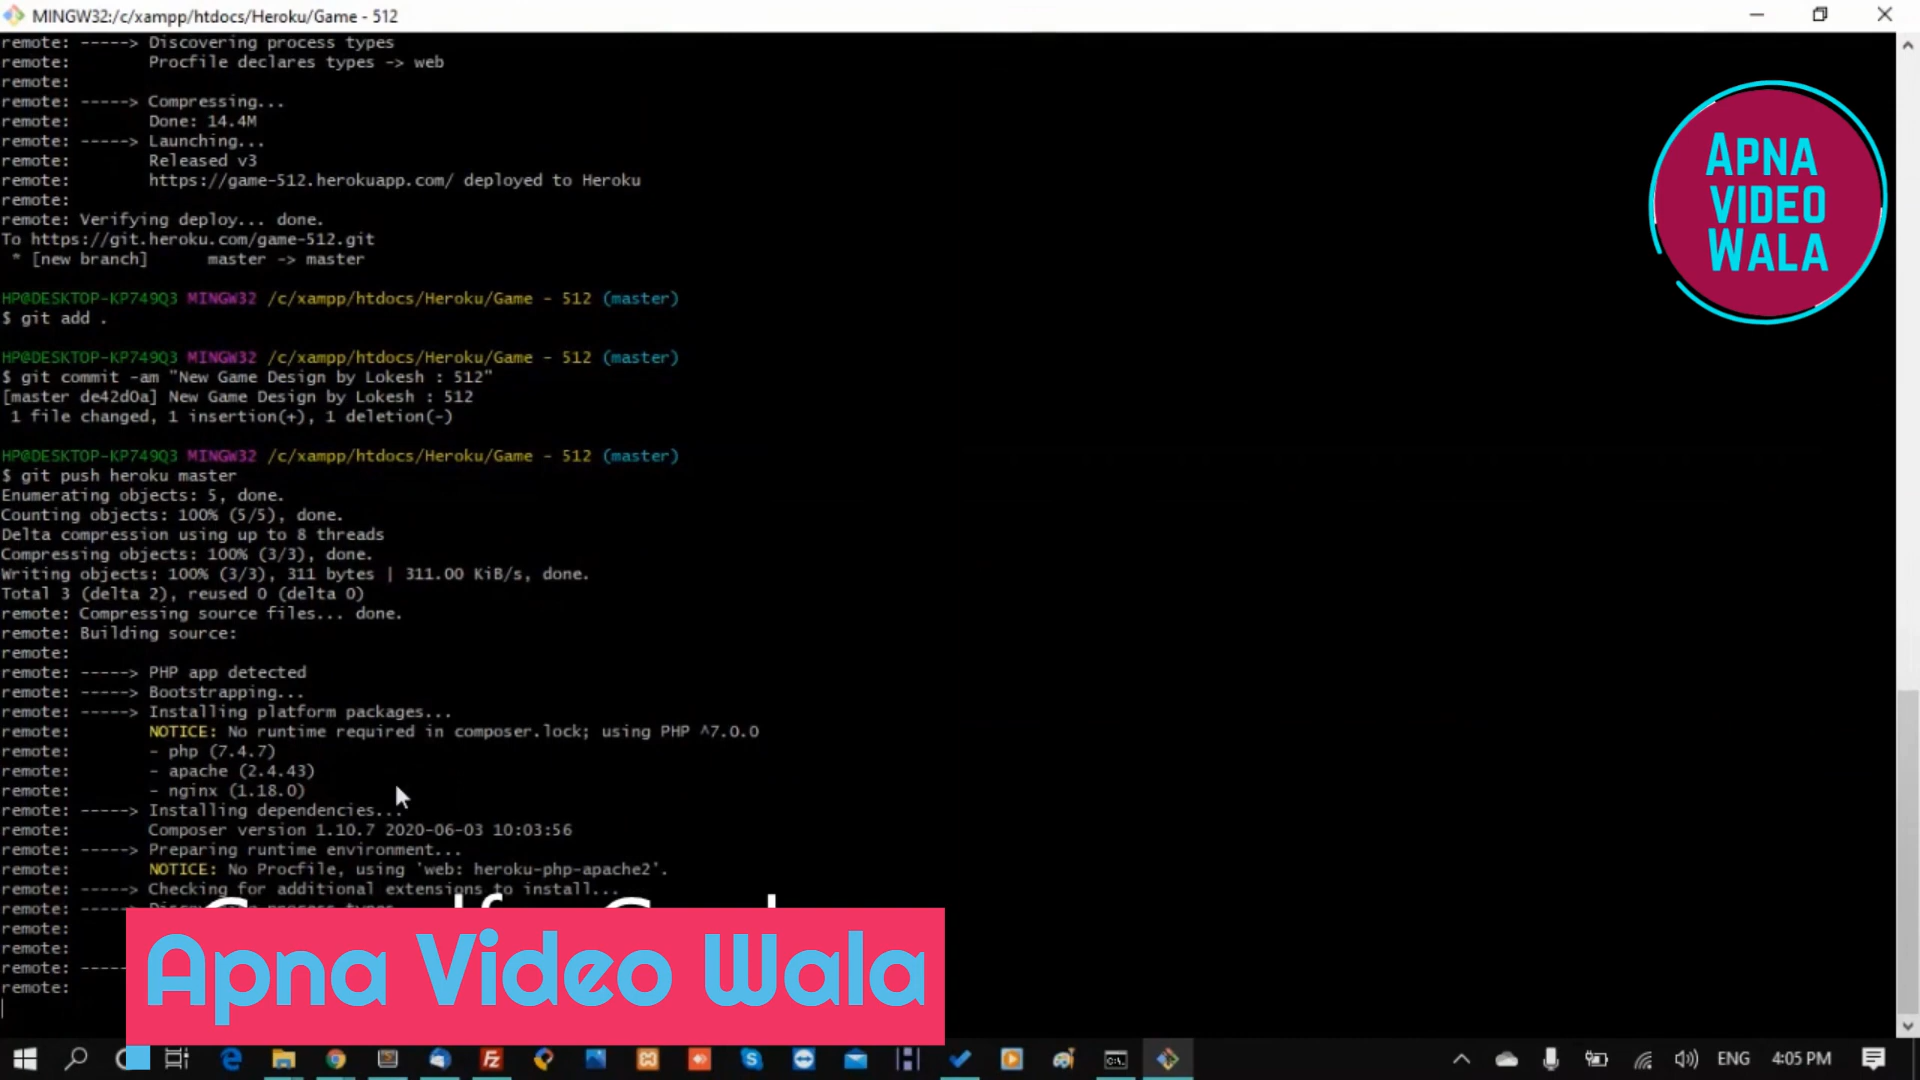 MINGW32:/c/xampp/htdocs/Heroku/Game - 512
remote: -----> Discovering process types
remote:        Procfile declares types -> web
remote:
remote: -----> Compressing...
remote:        Done: 14.4M
remote: -----> Launching...
remote:        Released v3
remote:        https://game-512.herokuapp.com/ deployed to Heroku
remote:
remote: Verifying deploy... done.
To https://git.heroku.com/game-512.git
 * [new branch]      master -> master
HP@DESKTOP-KP749Q3 MINGW32 /c/xampp/htdocs/Heroku/Game - 512 (master)
$ git add .
HP@DESKTOP-KP749Q3 MINGW32 /c/xampp/htdocs/Heroku/Game - 512 (master)
$ git commit -am "New Game Design by Lokesh : 512"
[master de42d0a] New Game Design by Lokesh : 512
 1 file changed, 1 insertion(+), 1 deletion(-)
HP@DESKTOP-KP749Q3 MINGW32 /c/xampp/htdocs/Heroku/Game - 512 (master)
$ git push heroku master
Enumerating objects: 5, done.
Counting objects: 100% (5/5), done.
Delta compression using up to 8 threads
Compressing objects: 100% (3/3), done.
Writing objects: 100% (3/3), 311 bytes | 311.00 KiB/s, done.
Total 3 (delta 2), reused 0 (delta 0)
remote: Compressing source files... done.
remote: Building source:
remote:
remote: -----> PHP app detected
remote: -----> Bootstrapping...
remote: -----> Installing platform packages...
remote:        NOTICE: No runtime required in composer.lock; using PHP ^7.0.0
remote:        - php (7.4.7)
remote:        - apache (2.4.43)
remote:        - nginx (1.18.0)
remote: -----> Installing dependencies...
remote:        Composer version 1.10.7 2020-06-03 10:03:56
remote: -----> Preparing runtime environment...
remote:        NOTICE: No Procfile, using 'web: heroku-php-apache2'.
remote: -----> Checking for additional extensions to install...
remote: -----> Discovering process types
remote:
remote:
remote: -----
remote:
APNA
VIDEO
WALA
Apna Video Wala
ENG
4:05 PM